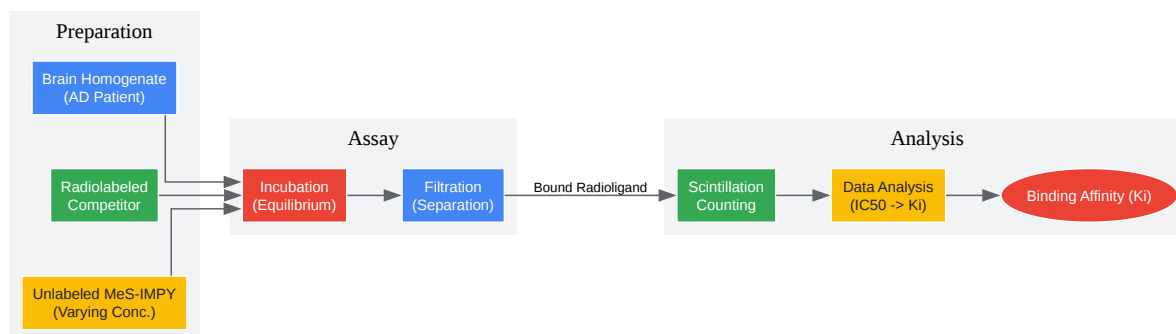 Preparation
Brain Homogenate
(AD Patient)
Radiolabeled
Competitor
Unlabeled MeS-IMPY
(Varying Conc.)
Assay
Incubation
(Equilibrium)
Filtration
(Separation)
Bound Radioligand
Analysis
Scintillation
Counting
Data Analysis
(IC50 -> Ki)
Binding Affinity (Ki)